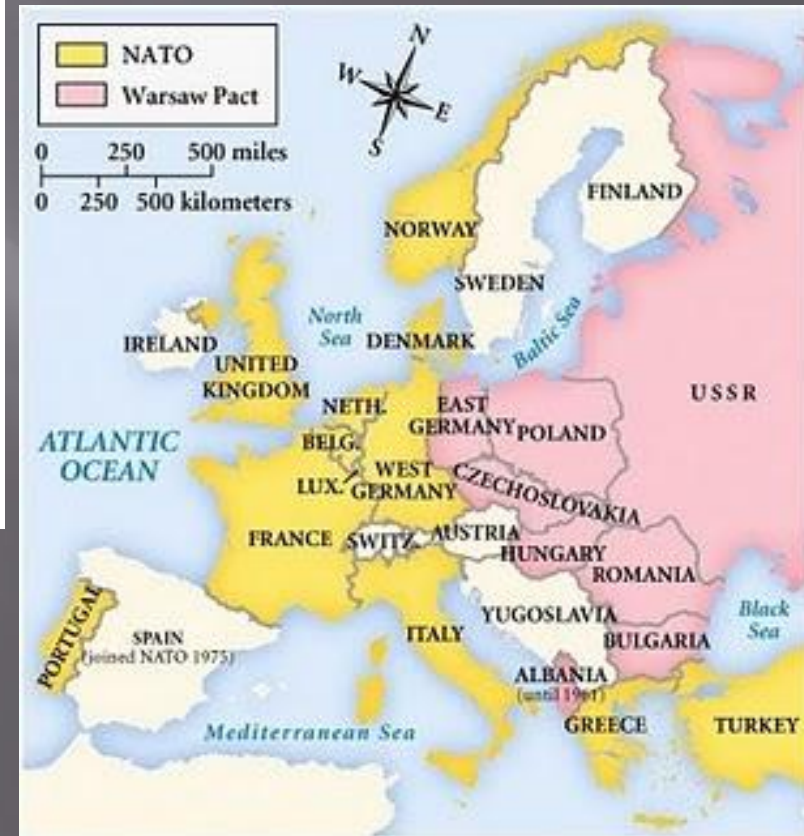 NATO
Warsaw Pact
N
W
E
S
0 250 500 miles
0 250 500 kilometers
FINLAND
NORWAY
SWEDEN
North
Sea
DENMARK
Baltic Sea
IRELAND
UNITED
KINGDOM
USSR
NETH.
EAST
GERMANY
POLAND
BELG.
ATLANTIC
OCEAN
LUX.
WEST
GERMANY
CZECHOSLOVAKIA
FRANCE
SWITZ.
AUSTRIA
HUNGARY
ROMANIA
PORTUGAL
SPAIN
(joined NATO 1975)
ITALY
YUGOSLAVIA
BULGARIA
Black
Sea
ALBANIA
(until 1961)
Mediterranean Sea
GREECE
TURKEY